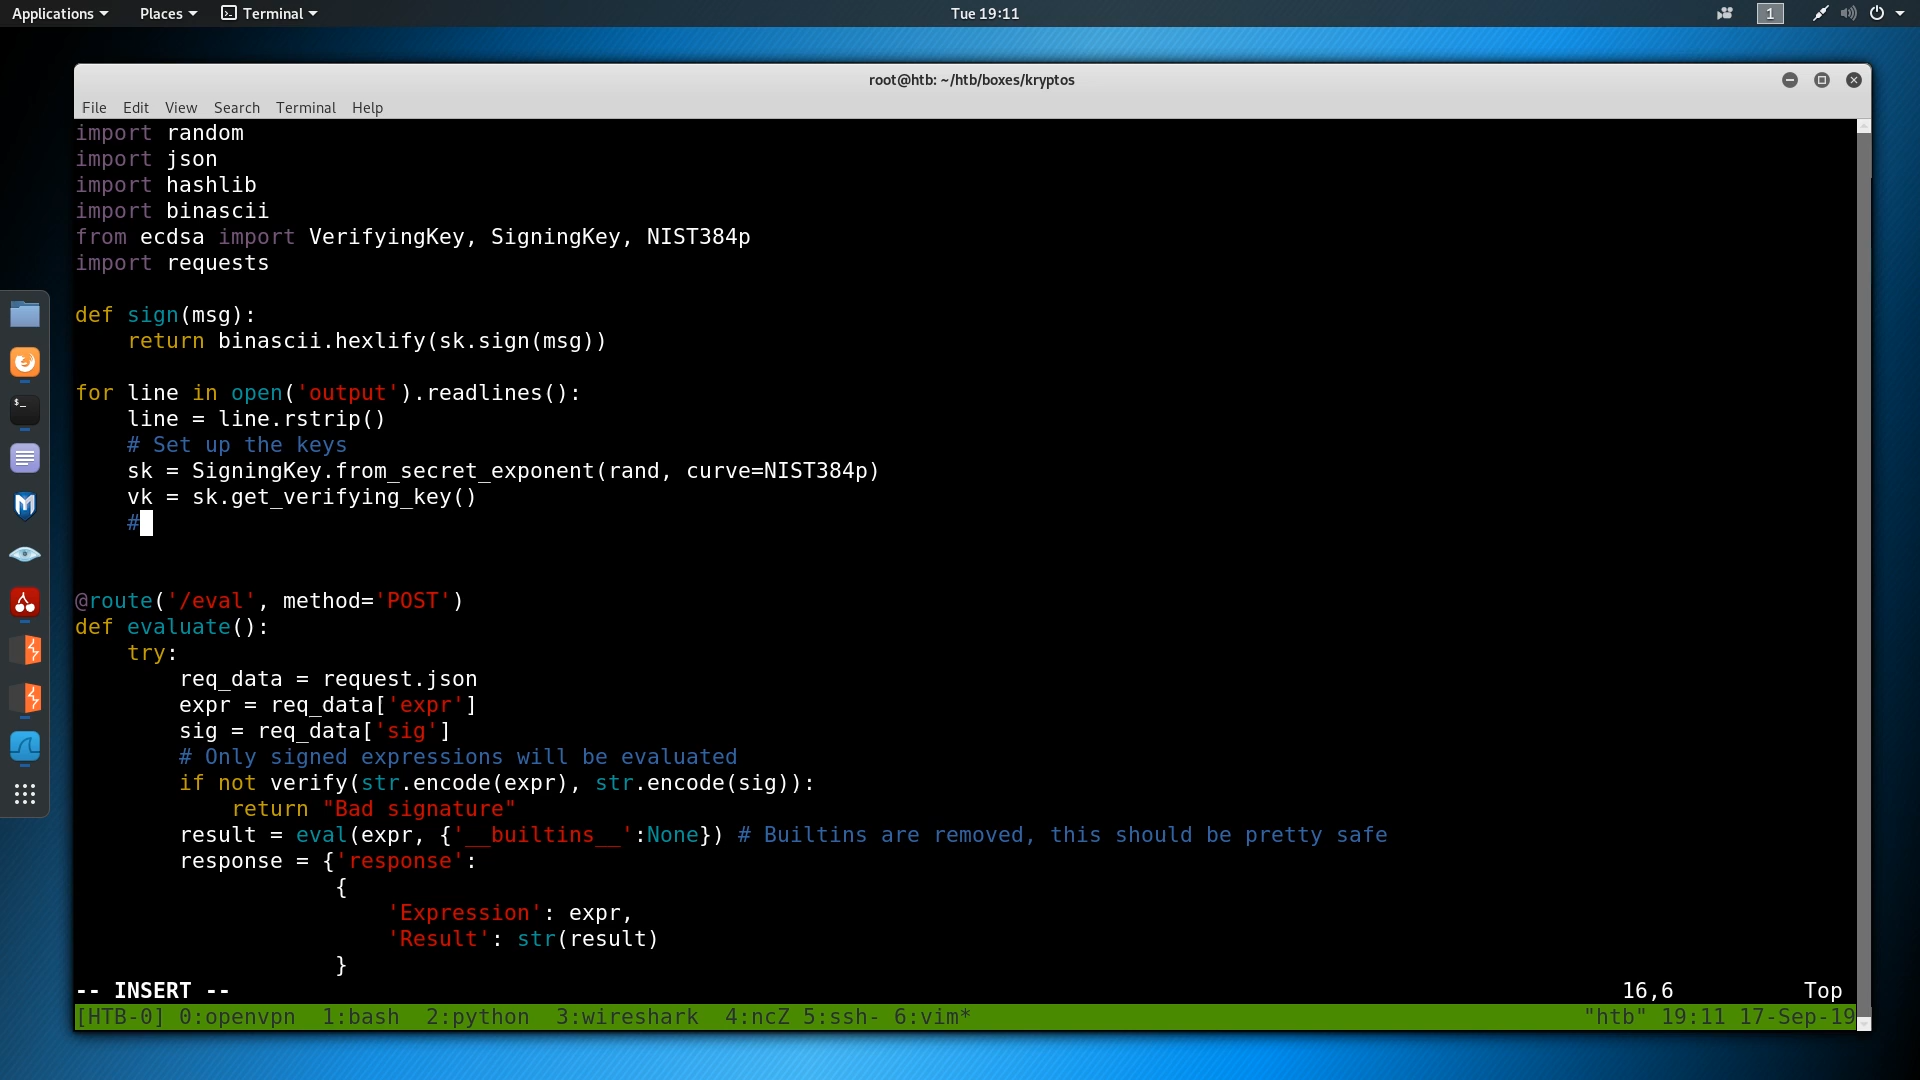 Applications Places Terminal Tue 19:11 1
root@htb: ~/htb/boxes/kryptos
File Edit View Search Terminal Help
import random
import json
import hashlib
import binascii
from ecdsa import VerifyingKey, SigningKey, NIST384p
import requests
def sign(msg):
    return binascii.hexlify(sk.sign(msg))
for line in open('output').readlines():
    line = line.rstrip()
    # Set up the keys
    sk = SigningKey.from_secret_exponent(rand, curve=NIST384p)
    vk = sk.get_verifying_key()
    #
@route('/eval', method='POST')
def evaluate():
    try:
        req_data = request.json
        expr = req_data['expr']
        sig = req_data['sig']
        # Only signed expressions will be evaluated
        if not verify(str.encode(expr), str.encode(sig)):
            return "Bad signature"
        result = eval(expr, {'__builtins__':None}) # Builtins are removed, this should be pretty safe
        response = {'response':
                    {
                        'Expression': expr,
                        'Result': str(result)
                    }
-- INSERT -- 16,6 Top
[HTB-0] 0:openvpn 1:bash 2:python 3:wireshark 4:ncZ 5:ssh- 6:vim* "htb" 19:11 17-Sep-19